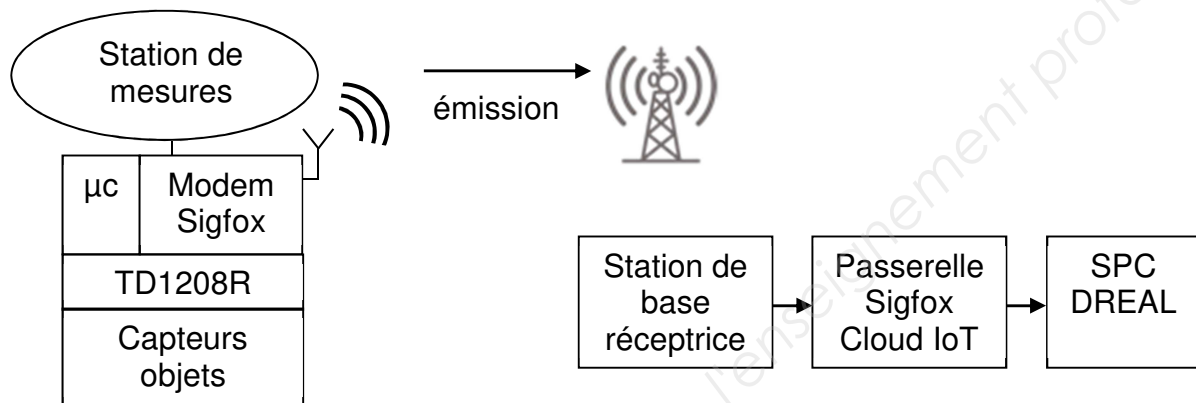 Station de
mesures
émission
µc
Modem
Sigfox
TD1208R
Capteurs
objets
Station de
base
réceptrice
Passerelle
Sigfox
Cloud IoT
SPC
DREAL
l'enseignement